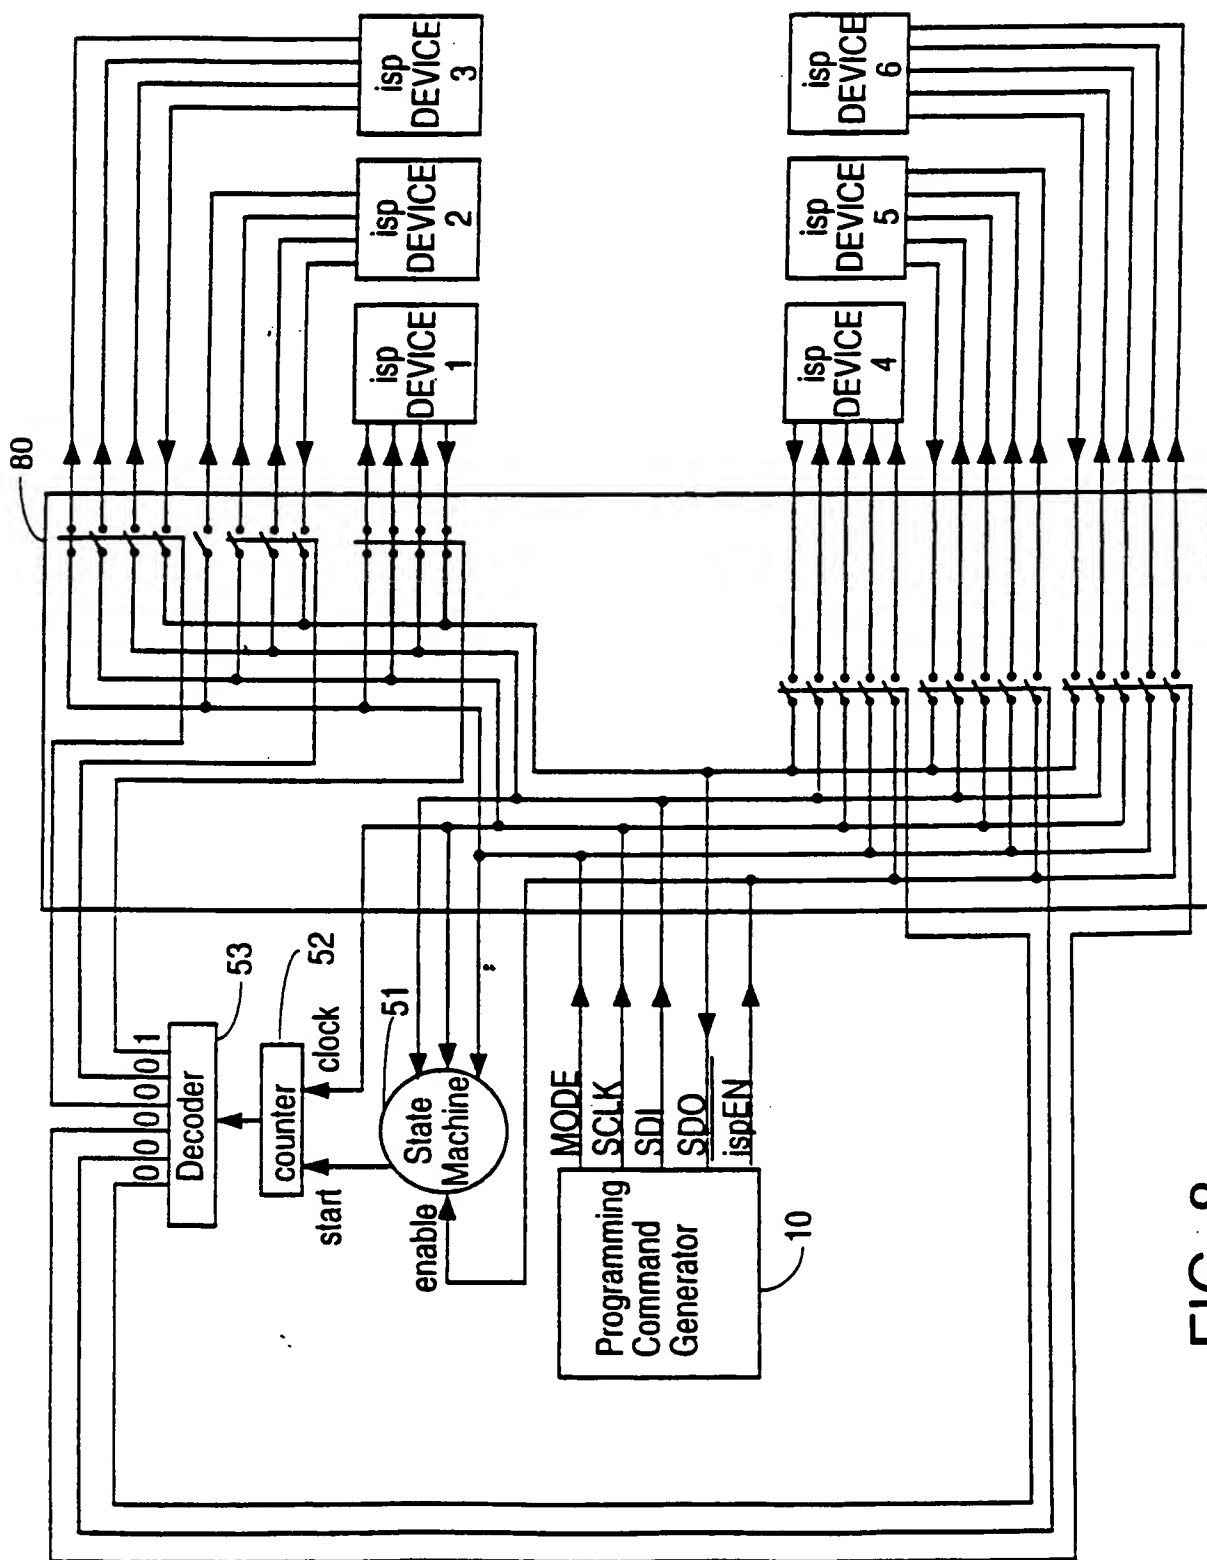 80
isp
DEVICE
3
isp
DEVICE
2
isp
DEVICE
1
isp
DEVICE
6
isp
DEVICE
5
isp
DEVICE
4
0 0 0 0 0 1
Decoder
53
counter
52
start
clock
State
Machine
51
enable
MODE
SCLK
SDI
SDO
ispEN
Programming
Command
Generator
10